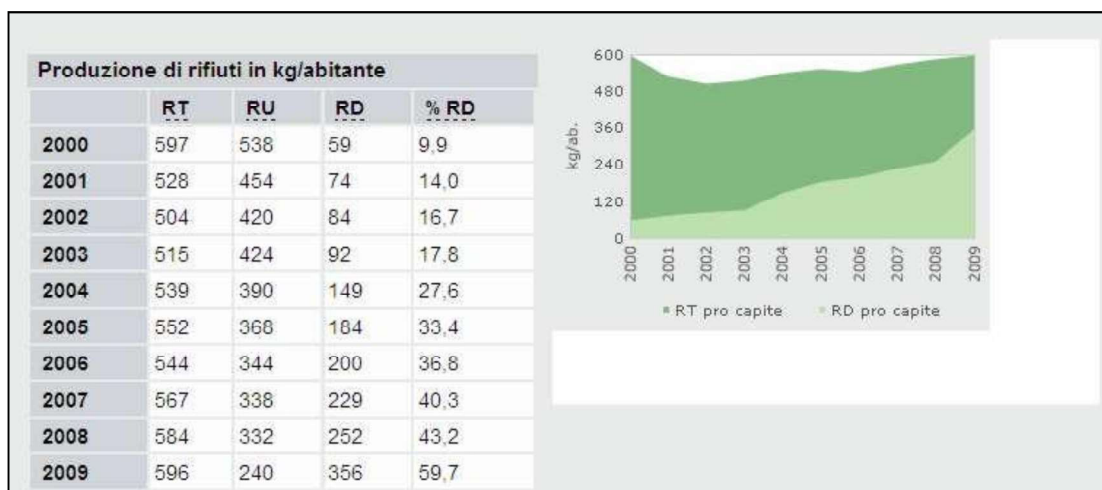 Produzione di rifiuti in kg/abitante
RT RU RD % RD
2000 597 538 59 9,9
2001 528 454 74 14,0
2002 504 420 84 16,7
2003 515 424 92 17,8
2004 539 390 149 27,6
2005 552 368 184 33,4
2006 544 344 200 36,8
2007 567 338 229 40,3
2008 584 332 252 43,2
2009 596 240 356 59,7
600
480
360
240
120
0
kg/ab.
2000 2001 2002 2003 2004 2005 2006 2007 2008 2009
RT pro capite RD pro capite